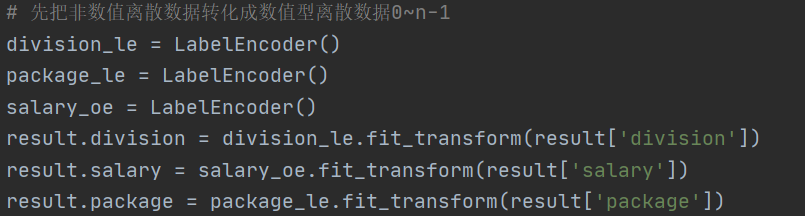 # 先把非数值离散数据转化成数值型离散数据0~n-1
division_le = LabelEncoder()
package_le = LabelEncoder()
salary_oe = LabelEncoder()
result.division = division_le.fit_transform(result['division'])
result.salary = salary_oe.fit_transform(result['salary'])
result.package = package_le.fit_transform(result['package'])